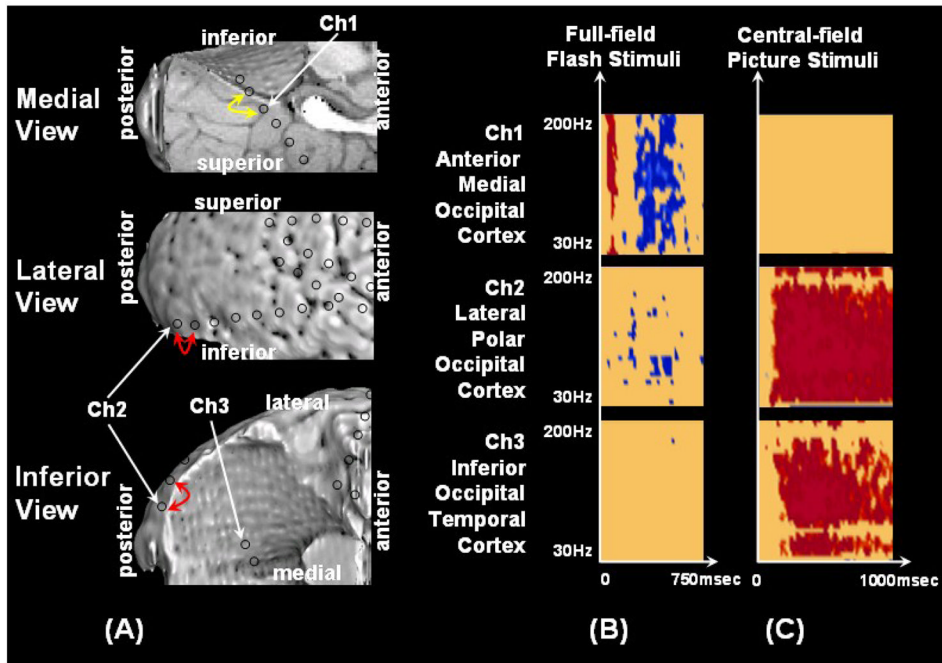 Medial
View
inferior
Ch1
posterior
anterior
superior
Lateral
View
superior
posterior
anterior
inferior
Ch2
Ch3
Inferior
View
lateral
posterior
anterior
medial
(A)
Full-field
Flash Stimuli
Ch1
Anterior
Medial
Occipital
Cortex
200Hz
30Hz
Ch2
Lateral
Polar
Occipital
Cortex
200Hz
30Hz
Ch3
Inferior
Occipital
Temporal
Cortex
200Hz
30Hz
0
750msec
(B)
Central-field
Picture Stimuli
0
1000msec
(C)